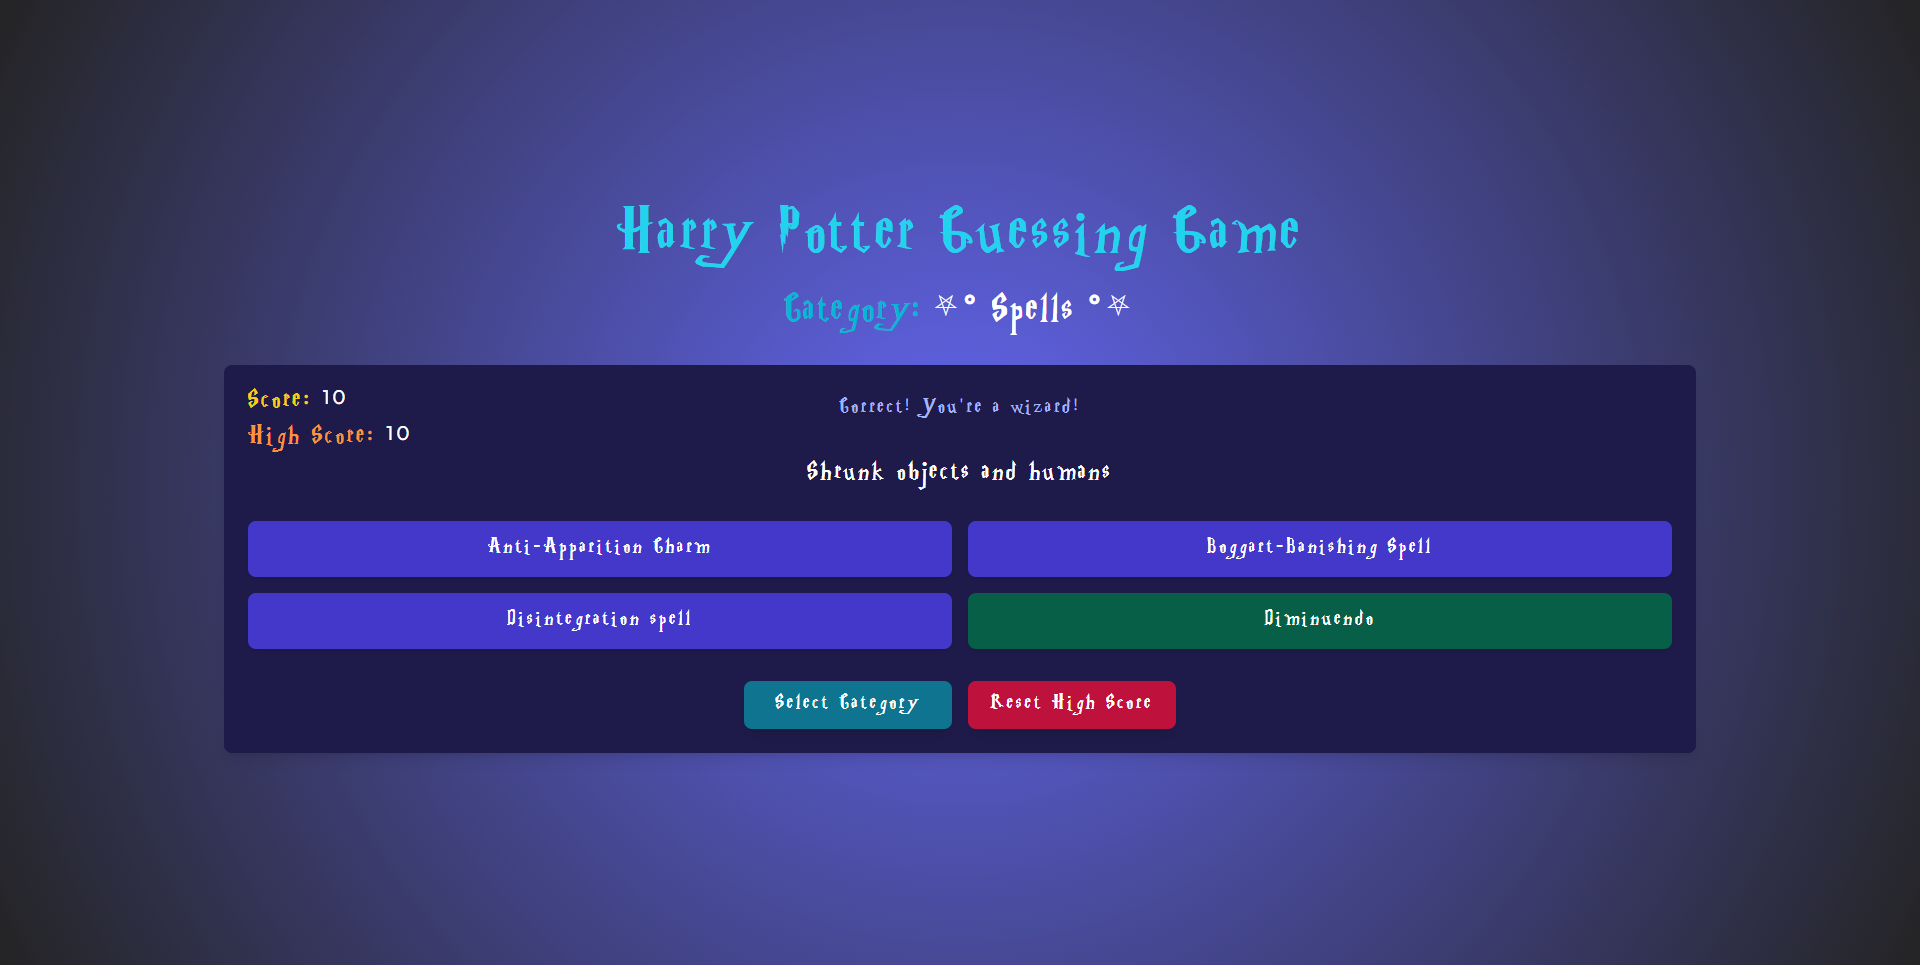 Harry Potter Guessing Game
Category: ⛤° Spells °⛤
Score: 10
High Score: 10
Correct! You're a wizard!
Shrunk objects and humans
Anti-Apparition Charm
Boggart-Banishing Spell
Disintegration spell
Diminuendo
Select Category
Reset High Score